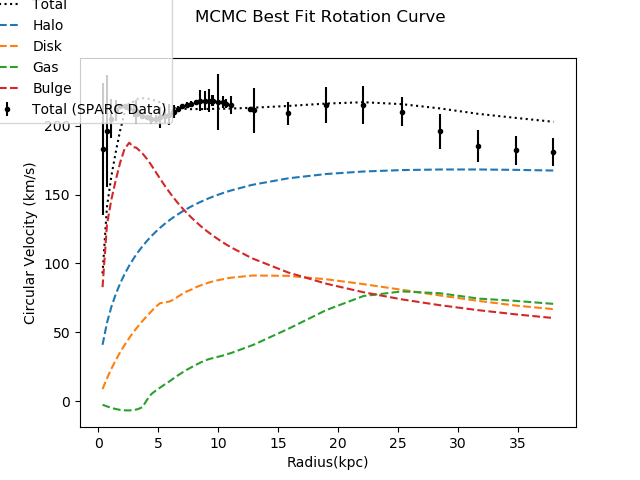 MCMC Best Fit Rotation Curve
Total
Halo
Disk
Gas
Bulge
Total (SPARC Data)
200
150
100
50
0
Circular Velocity (km/s)
0 5 10 15 20 25 30 35
Radius(kpc)